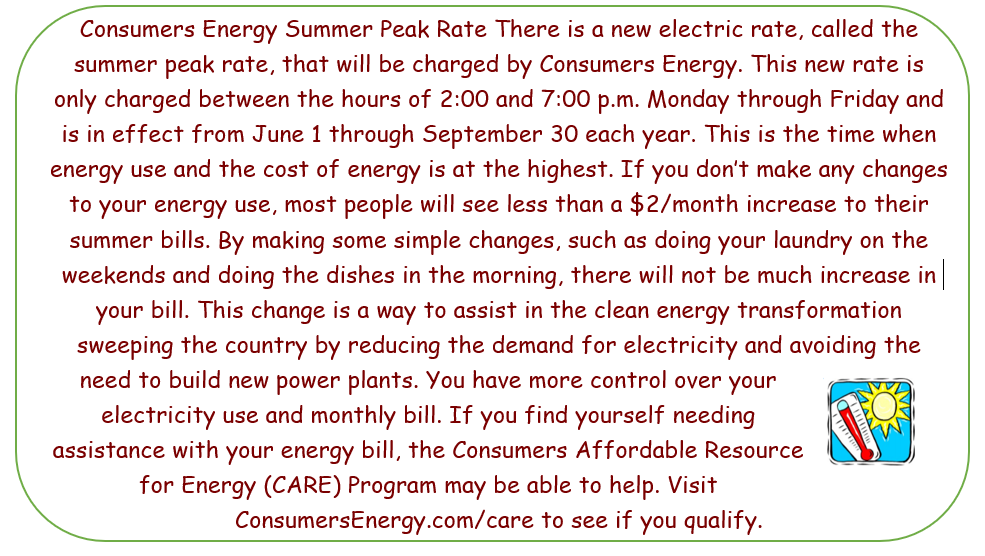 Consumers Energy Summer Peak Rate There is a new electric rate, called the
summer peak rate, that will be charged by Consumers Energy. This new rate is
only charged between the hours of 2:00 and 7:00 p.m. Monday through Friday and
is in effect from June 1 through September 30 each year. This is the time when
energy use and the cost of energy is at the highest. If you don’t make any changes
to your energy use, most people will see less than a $2/month increase to their
summer bills. By making some simple changes, such as doing your laundry on the
weekends and doing the dishes in the morning, there will not be much increase in
your bill. This change is a way to assist in the clean energy transformation
sweeping the country by reducing the demand for electricity and avoiding the
need to build new power plants. You have more control over your
electricity use and monthly bill. If you find yourself needing
assistance with your energy bill, the Consumers Affordable Resource
for Energy (CARE) Program may be able to help. Visit
ConsumersEnergy.com/care to see if you qualify.